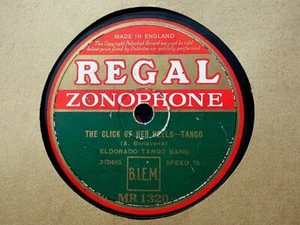 MADE IN ENGLAND
REGAL
ZONOPHONE
THE CLICK OF HER HEELS—TANGO
ELDORADO TANGO BAND
SPEED 78
B.I.E.M.
MR 1320